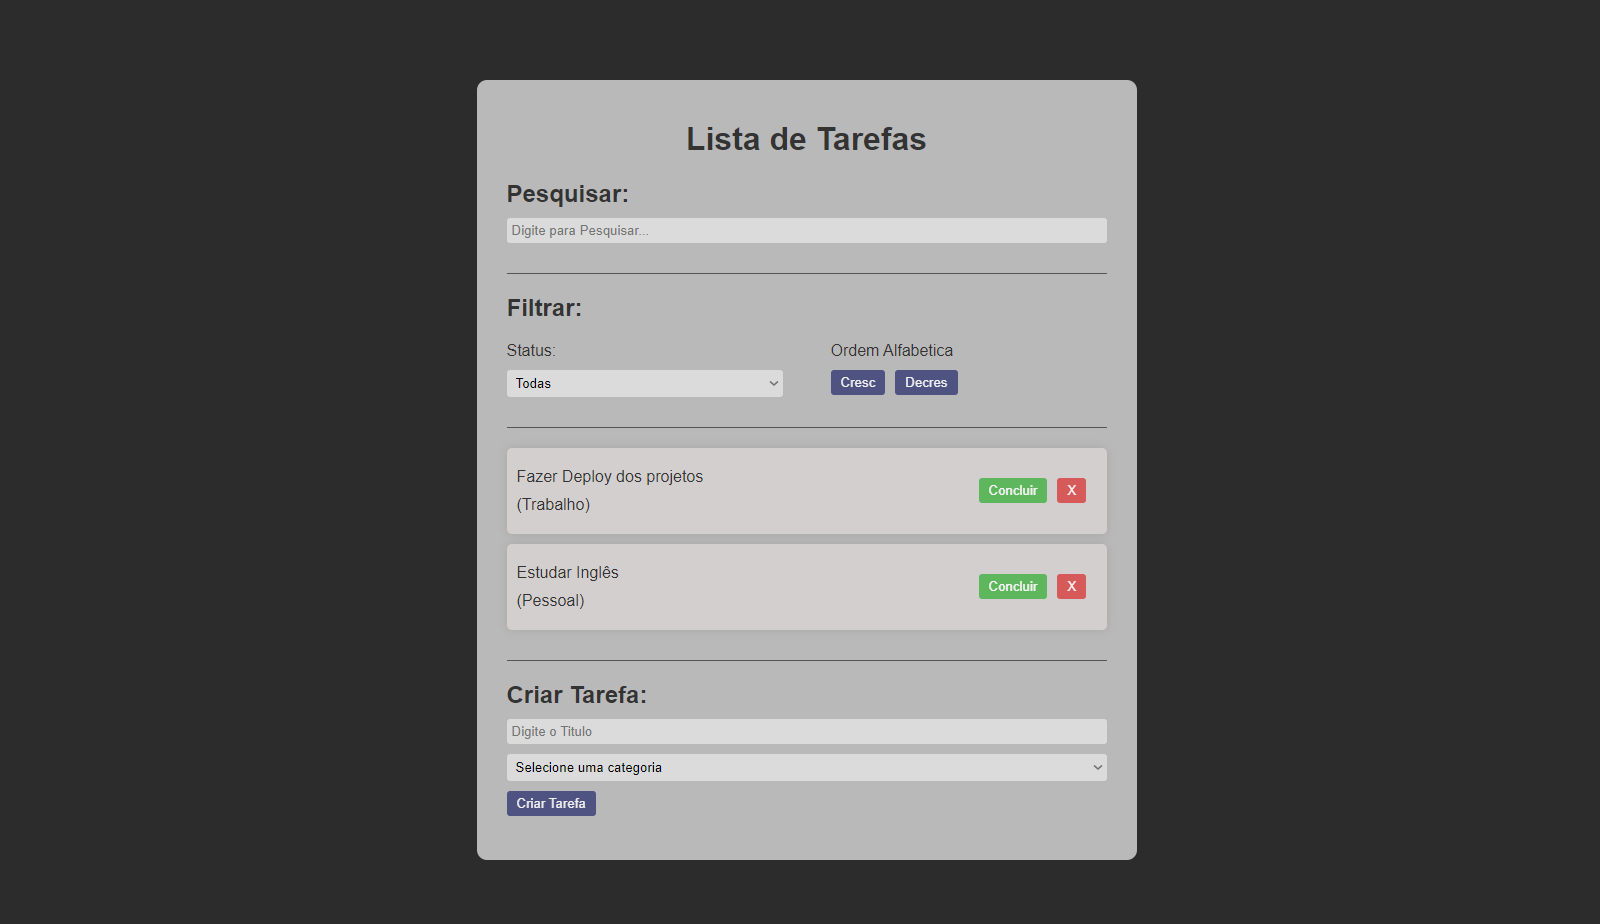 Lista de Tarefas
Pesquisar:
Digite para Pesquisar...
Filtrar:
Status:
Todas
Ordem Alfabetica
Cresc Decres
Fazer Deploy dos projetos
(Trabalho)
Concluir X
Estudar Inglês
(Pessoal)
Concluir X
Criar Tarefa:
Digite o Titulo
Selecione uma categoria
Criar Tarefa